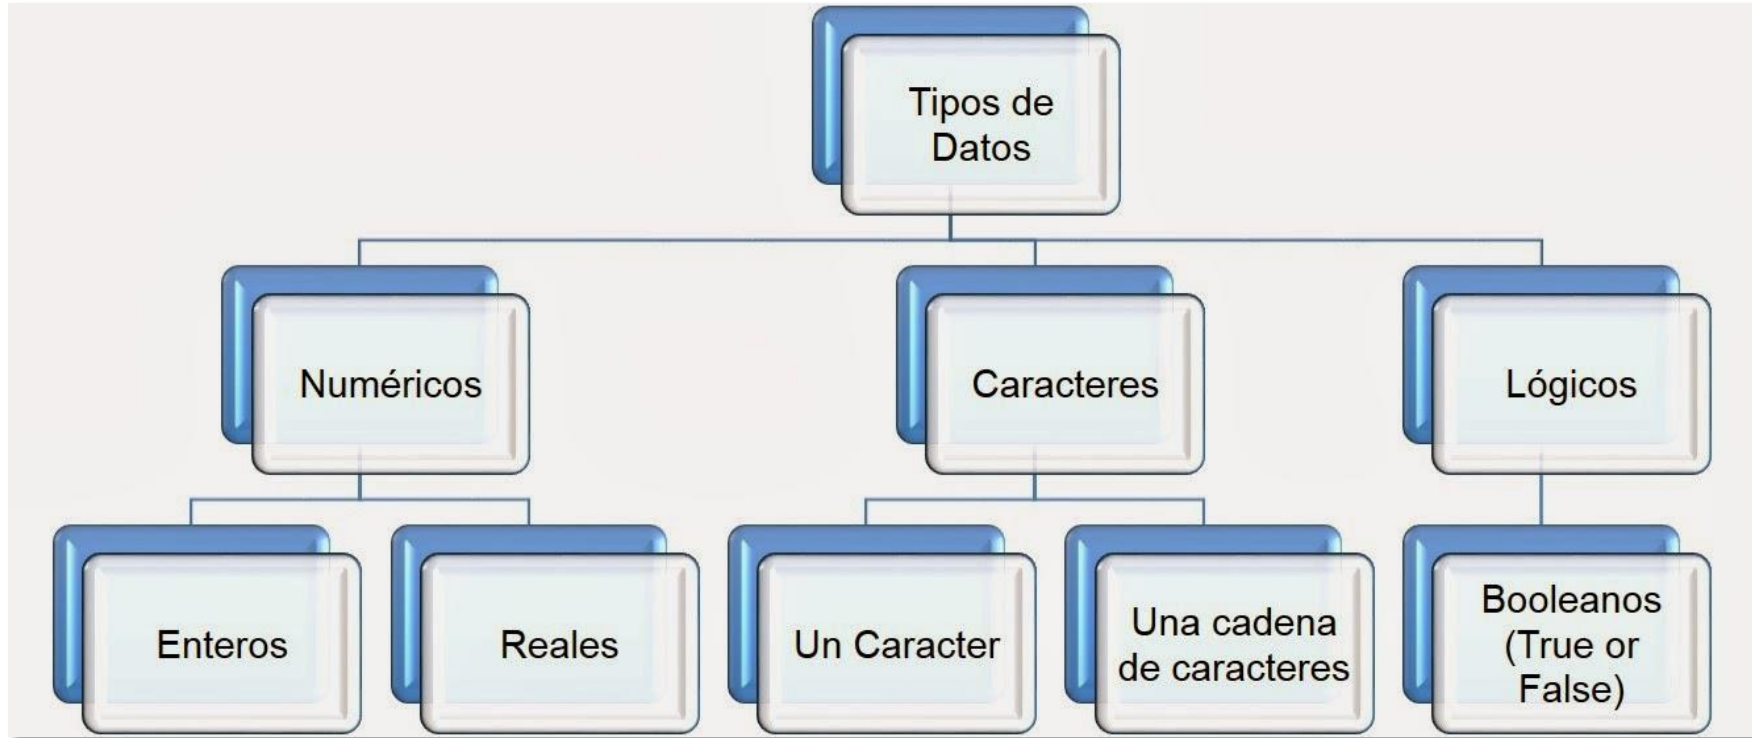 Tipos de
Datos
Numéricos
Caracteres
Lógicos
Enteros
Reales
Un Caracter
Una cadena
de caracteres
Booleanos
(True or
False)